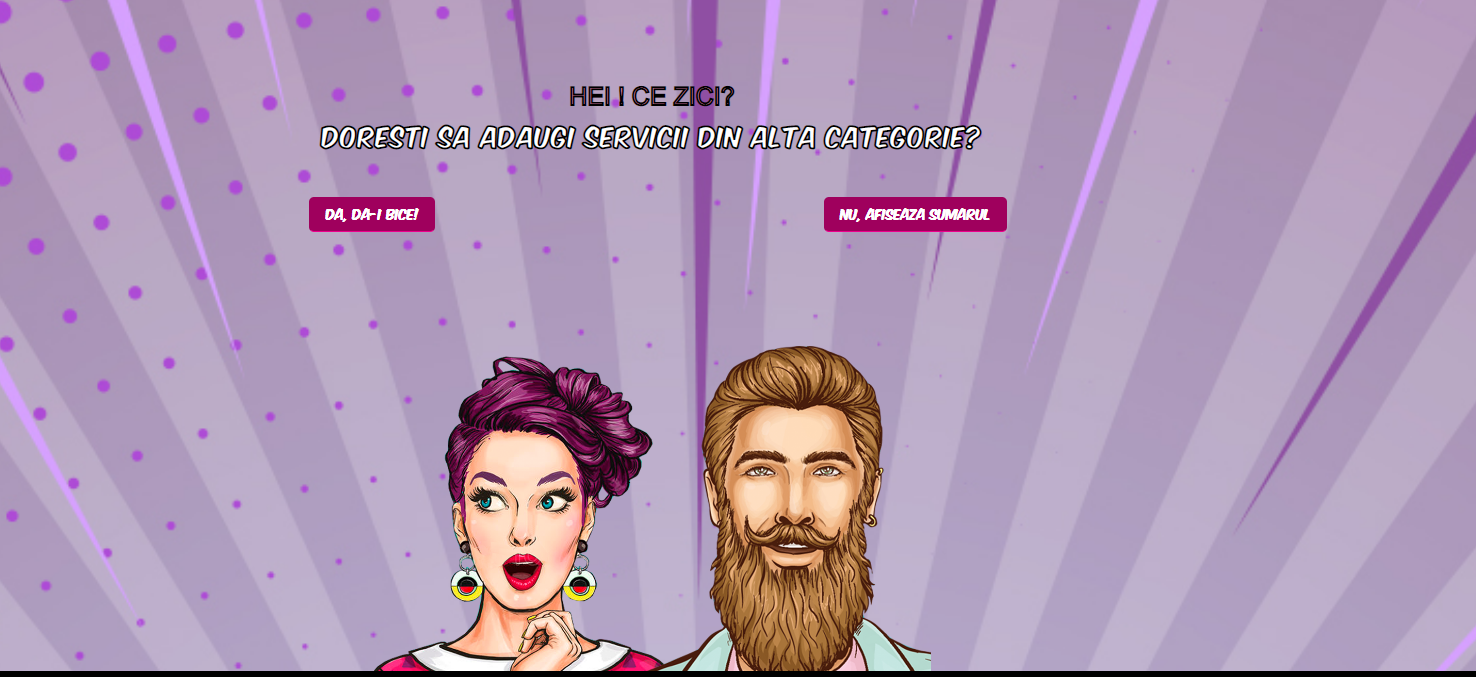 HEI ! CE ZICI?
DORESTI SA ADAUGI SERVICII DIN ALTA CATEGORIE?
DA, DA-I BICE!
NU, AFISEAZA SUMARUL